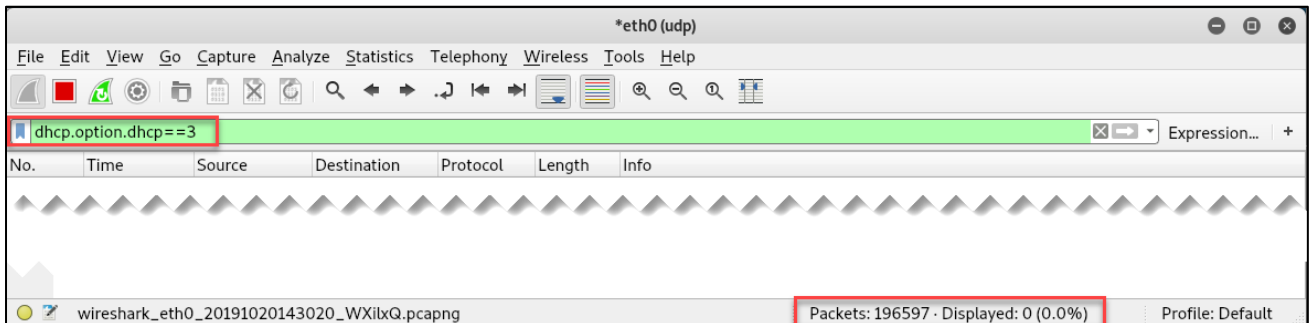 *eth0 (udp)
File Edit View Go Capture Analyze Statistics Telephony Wireless Tools Help
dhcp.option.dhcp==3 Expression... +
No. Time Source Destination Protocol Length Info
wireshark_eth0_20191020143020_WXilxQ.pcapng Packets: 196597 · Displayed: 0 (0.0%) Profile: Default